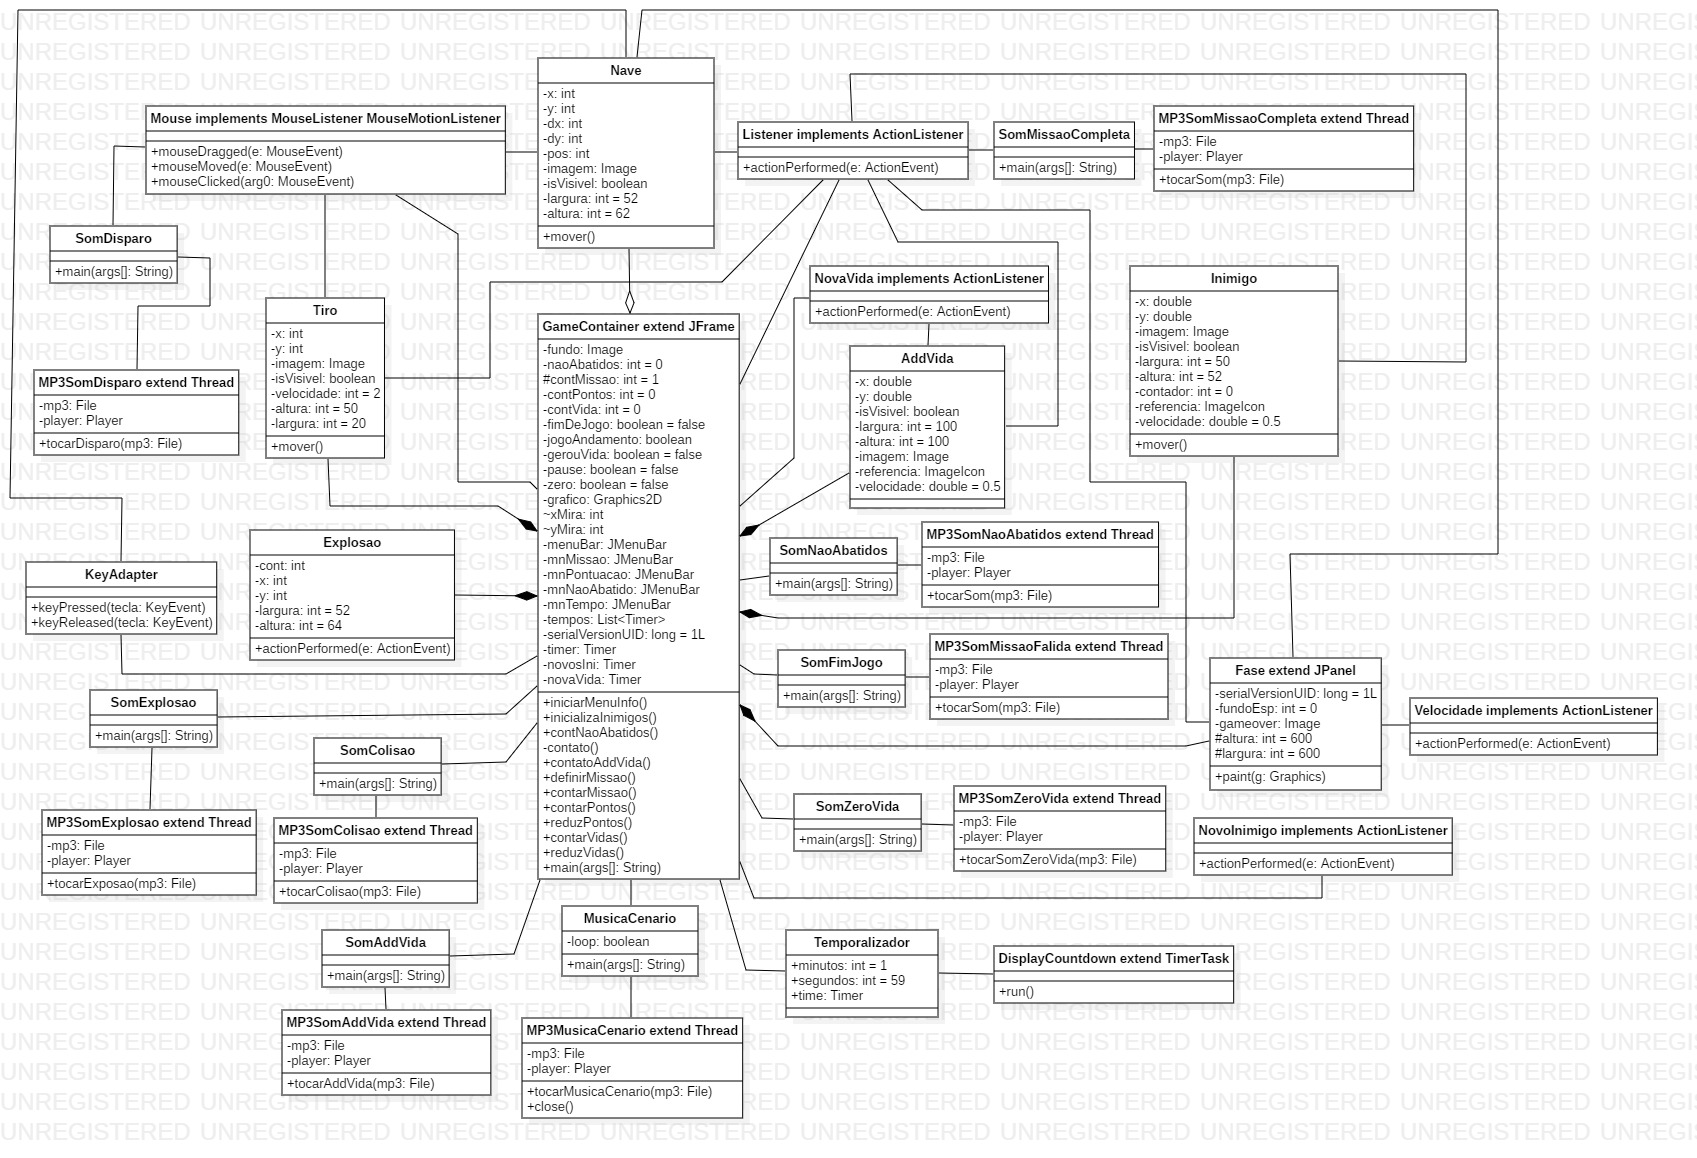 UNREGISTERED
Nave
-x: int
-y: int
-dx: int
-dy: int
-pos: int
-imagem: Image
-isVisivel: boolean
-largura: int = 52
-altura: int = 62
+mover()
Mouse implements MouseListener MouseMotionListener
+mouseDragged(e: MouseEvent)
+mouseMoved(e: MouseEvent)
+mouseClicked(arg0: MouseEvent)
Listener implements ActionListener
+actionPerformed(e: ActionEvent)
SomMissaoCompleta
+main(args[]: String)
MP3SomMissaoCompleta extend Thread
-mp3: File
-player: Player
+tocarSom(mp3: File)
SomDisparo
+main(args[]: String)
MP3SomDisparo extend Thread
-mp3: File
-player: Player
+tocarDisparo(mp3: File)
Tiro
-x: int
-y: int
-imagem: Image
-isVisivel: boolean
-velocidade: int = 2
-altura: int = 50
-largura: int = 20
+mover()
GameContainer extend JFrame
-fundo: Image
-naoAbatidos: int = 0
#contMissao: int = 1
-contPontos: int = 0
-contVida: int = 0
-fimDeJogo: boolean = false
-jogoAndamento: boolean
-gerouVida: boolean = false
-pause: boolean = false
-zero: boolean = false
-grafico: Graphics2D
~xMira: int
~yMira: int
-menuBar: JMenuBar
-mnMissao: JMenuBar
-mnPontuacao: JMenuBar
-mnNaoAbatido: JMenuBar
-mnTempo: JMenuBar
-tempos: List<Timer>
-serialVersionUID: long = 1L
-timer: Timer
-novosIni: Timer
-novaVida: Timer
+iniciarMenuInfo()
+inicializaInimigos()
+contNaoAbatidos()
-contato()
+contatoAddVida()
+definirMissao()
+contarMissao()
+contarPontos()
+reduzPontos()
+contarVidas()
+reduzVidas()
+main(args[]: String)
NovaVida implements ActionListener
+actionPerformed(e: ActionEvent)
AddVida
-x: double
-y: double
-isVisivel: boolean
-largura: int = 100
-altura: int = 100
-imagem: Image
-referencia: ImageIcon
-velocidade: double = 0.5
Inimigo
-x: double
-y: double
-imagem: Image
-isVisivel: boolean
-largura: int = 50
-altura: int = 52
-contador: int = 0
-referencia: ImageIcon
-velocidade: double = 0.5
+mover()
KeyAdapter
+keyPressed(tecla: KeyEvent)
+keyReleased(tecla: KeyEvent)
Explosao
-cont: int
-x: int
-y: int
-largura: int = 52
-altura: int = 64
+actionPerformed(e: ActionEvent)
SomNaoAbatidos
+main(args[]: String)
MP3SomNaoAbatidos extend Thread
-mp3: File
-player: Player
+tocarSom(mp3: File)
SomFimJogo
+main(args[]: String)
MP3SomMissaoFalida extend Thread
-mp3: File
-player: Player
+tocarSom(mp3: File)
Fase extend JPanel
-serialVersionUID: long = 1L
-fundoEsp: int = 0
-gameover: Image
#altura: int = 600
#largura: int = 600
+paint(g: Graphics)
Velocidade implements ActionListener
+actionPerformed(e: ActionEvent)
SomExplosao
+main(args[]: String)
SomColisao
+main(args[]: String)
MP3SomExplosao extend Thread
-mp3: File
-player: Player
+tocarExposao(mp3: File)
MP3SomColisao extend Thread
-mp3: File
-player: Player
+tocarColisao(mp3: File)
SomZeroVida
+main(args[]: String)
MP3SomZeroVida extend Thread
-mp3: File
-player: Player
+tocarSomZeroVida(mp3: File)
NovoInimigo implements ActionListener
+actionPerformed(e: ActionEvent)
SomAddVida
+main(args[]: String)
MP3SomAddVida extend Thread
-mp3: File
-player: Player
+tocarAddVida(mp3: File)
MusicaCenario
-loop: boolean
+main(args[]: String)
MP3MusicaCenario extend Thread
-mp3: File
-player: Player
+tocarMusicaCenario(mp3: File)
+close()
Temporalizador
+minutos: int = 1
+segundos: int = 59
+time: Timer
DisplayCountdown extend TimerTask
+run()